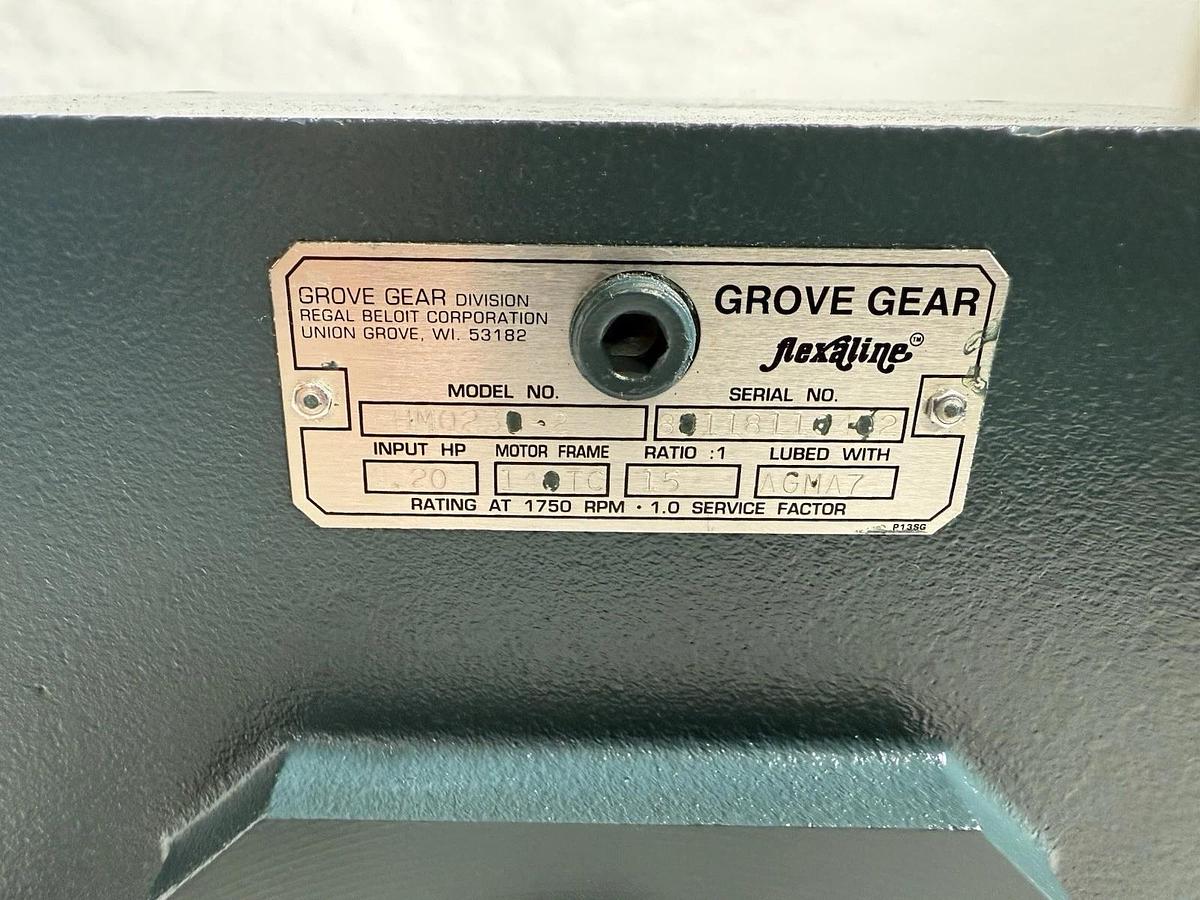 GROVE GEAR DIVISION
REGAL BELOIT CORPORATION
UNION GROVE, WI. 53182
GROVE GEAR
flexaline™
MODEL NO.
SERIAL NO.
INPUT HP
MOTOR FRAME
RATIO :1
LUBED WITH
.20
15
AGMA7
RATING AT 1750 RPM · 1.0 SERVICE FACTOR
P13SG